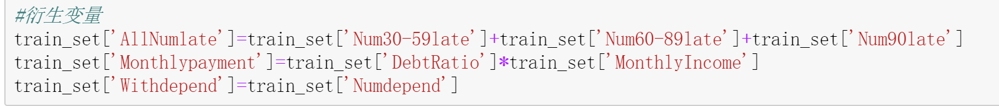 #衍生变量
train_set['AllNumlate']=train_set['Num30-59late']+train_set['Num60-89late']+train_set['Num90late']
train_set['Monthlypayment']=train_set['DebtRatio']*train_set['MonthlyIncome']
train_set['Withdepend']=train_set['Numdepend']